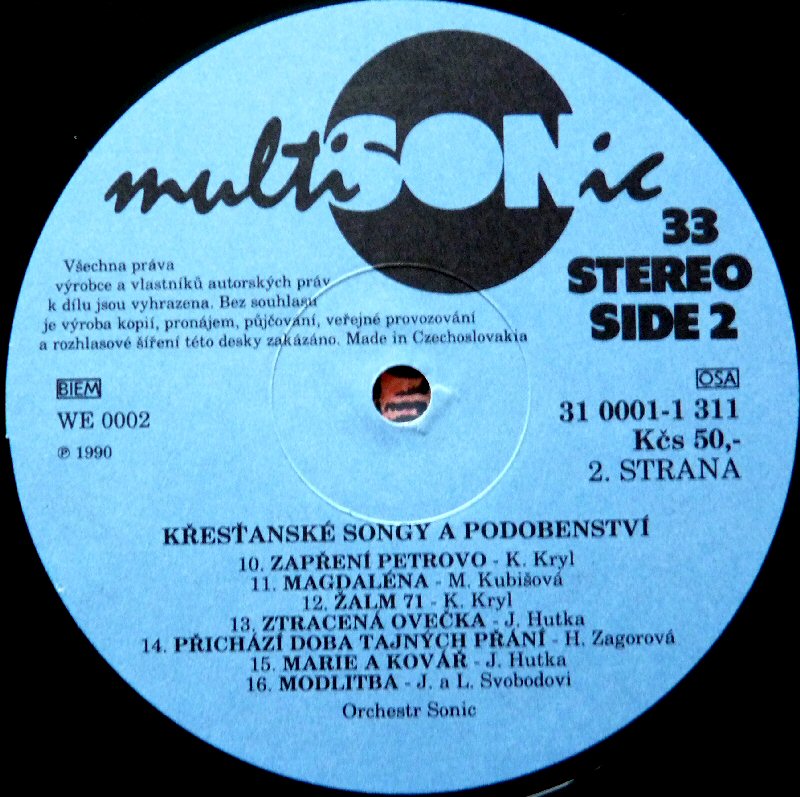 multiSONic
33
STEREO
SIDE 2
Všechna práva
výrobce a vlastníků autorských práv
k dílu jsou vyhrazena. Bez souhlasu
je výroba kopií, pronájem, půjčování, veřejné provozování
a rozhlasové šíření této desky zakázáno. Made in Czechoslovakia
BIEM
WE 0002
℗ 1990
OSA
31 0001-1 311
Kčs 50,-
2. STRANA
KŘESŤANSKÉ SONGY A PODOBENSTVÍ
10. ZAPŘENÍ PETROVO - K. Kryl
11. MAGDALÉNA - M. Kubišová
12. ŽALM 71 - K. Kryl
13. ZTRACENÁ OVEČKA - J. Hutka
14. PŘICHÁZÍ DOBA TAJNÝCH PŘÁNÍ - H. Zagorová
15. MARIE A KOVÁŘ - J. Hutka
16. MODLITBA - J. a L. Svobodovi
Orchestr Sonic